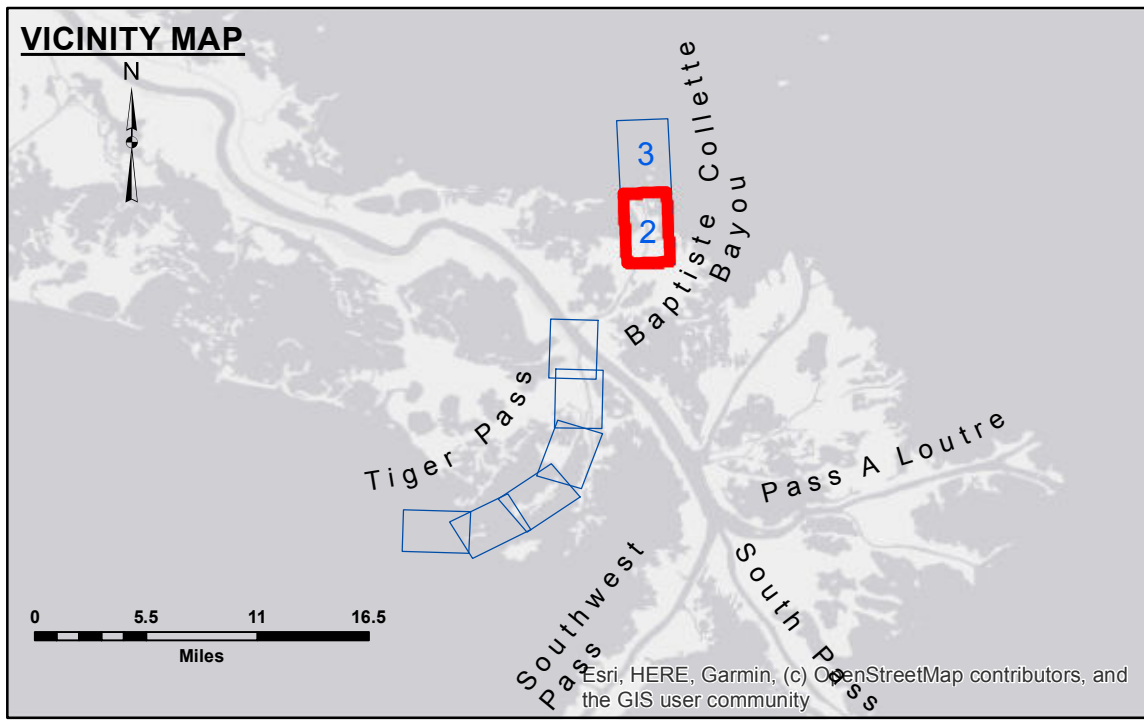 VICINITY MAP
N
3
2
Baptiste Collette
Bayou
Tiger Pass
Pass A Loutre
Southwest
Pass
South Pass
0 5.5 11 16.5
Miles
Esri, HERE, Garmin, (c) OpenStreetMap contributors, and
the GIS user community